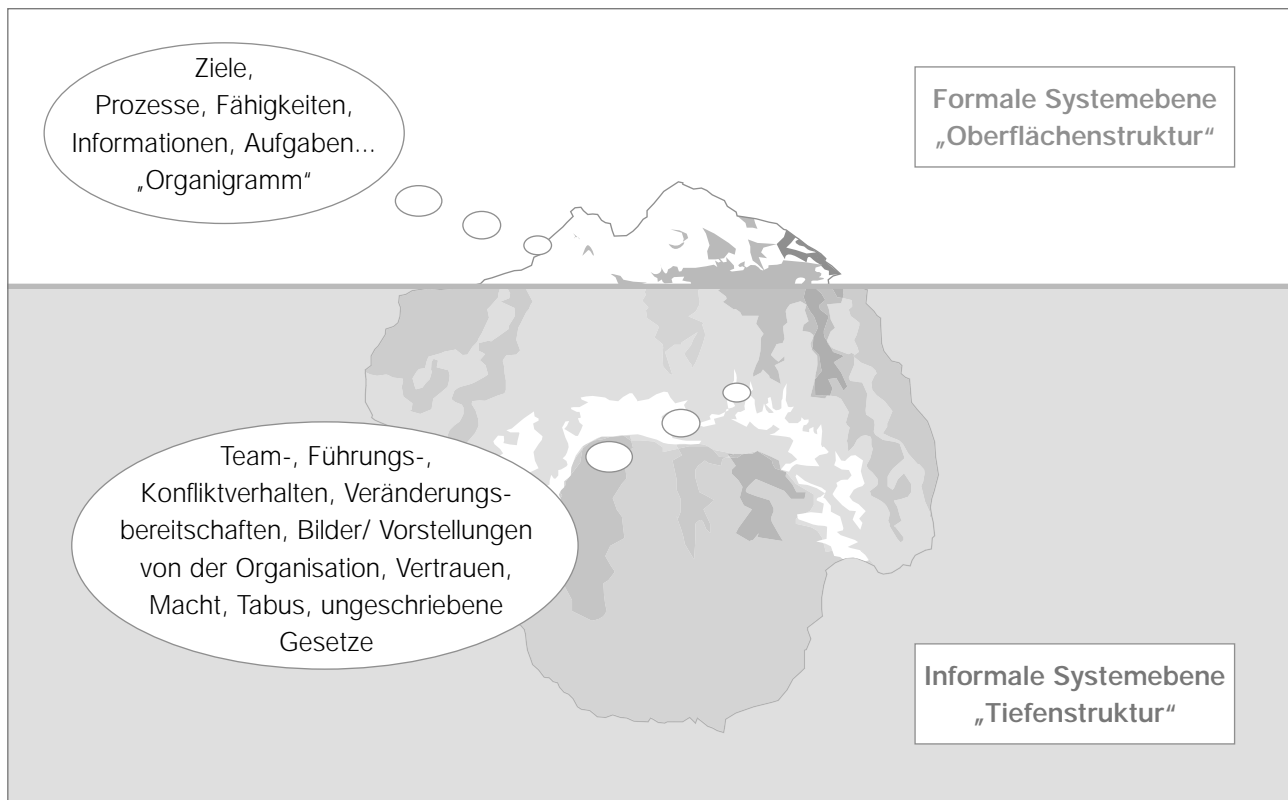 Ziele,
Prozesse, Fähigkeiten,
Informationen, Aufgaben...
„Organigramm“
Formale Systemebene
„Oberflächenstruktur“
Team-, Führungs-,
Konfliktverhalten, Veränderungs-
bereitschaften, Bilder/ Vorstellungen
von der Organisation, Vertrauen,
Macht, Tabus, ungeschriebene
Gesetze
Informale Systemebene
„Tiefenstruktur“